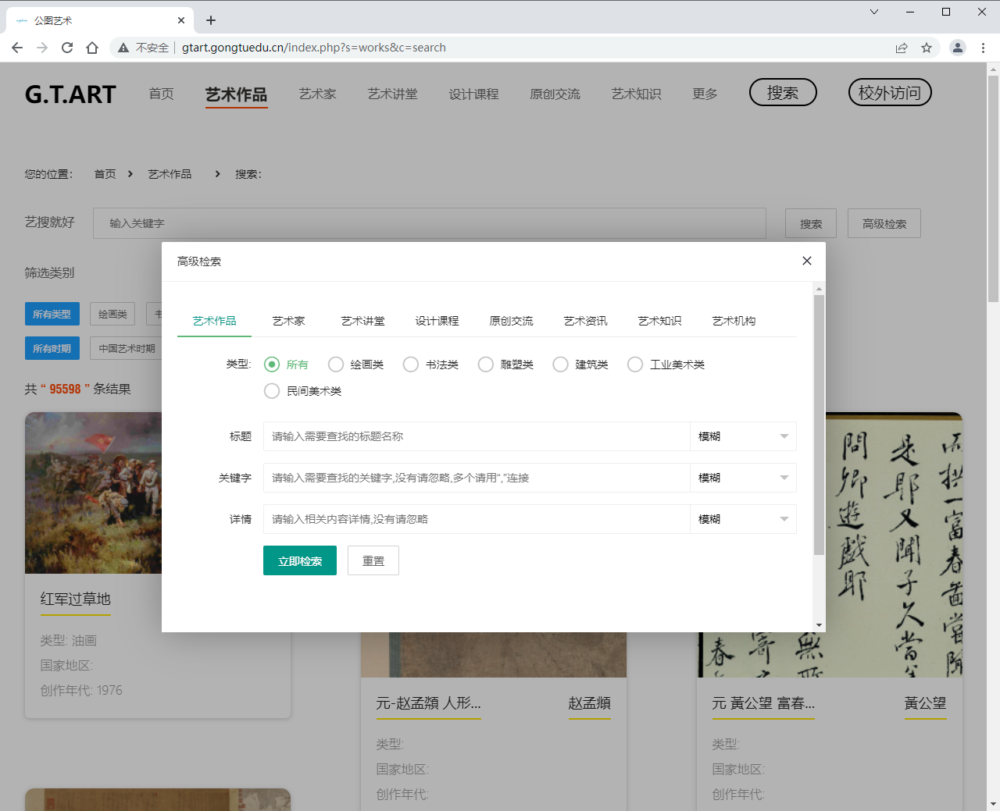 公图艺术
不安全 gtart.gongtuedu.cn/index.php?s=works&c=search
G.T.ART 首页 艺术作品 艺术家 艺术讲堂 设计课程 原创交流 艺术知识 更多 搜索 校外访问
您的位置: 首页 艺术作品 搜索:
艺搜就好 输入关键字 搜索 高级检索
筛选类别
所有类型 绘画类
所有时期 中国艺术时期
共 “ 95598 ” 条结果
高级检索
艺术作品 艺术家 艺术讲堂 设计课程 原创交流 艺术资讯 艺术知识 艺术机构
类型: 所有 绘画类 书法类 雕塑类 建筑类 工业美术类
民间美术类
标题 请输入需要查找的标题名称 模糊
关键字 请输入需要查找的关键字,没有请忽略,多个请用“,”连接 模糊
详情 请输入相关内容详情,没有请忽略 模糊
立即检索 重置
红军过草地
类型: 油画
国家地区:
创作年代: 1976
元-赵孟頫 人形...
赵孟頫
类型:
国家地区:
创作年代:
問卿遊戲耶
是耶又聞子久當
元 黃公望 富春...
黃公望
类型:
国家地区:
创作年代: